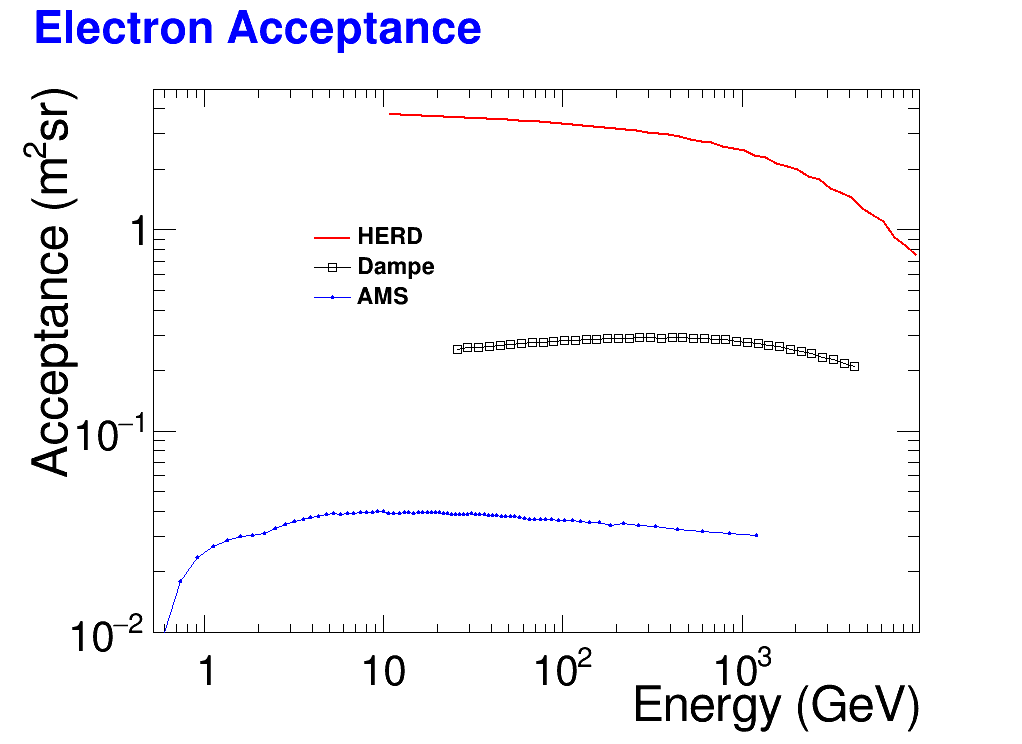 Electron Acceptance
Acceptance (m²sr)
1
10⁻¹
10⁻²
HERD
Dampe
AMS
1
10
10²
10³
Energy (GeV)